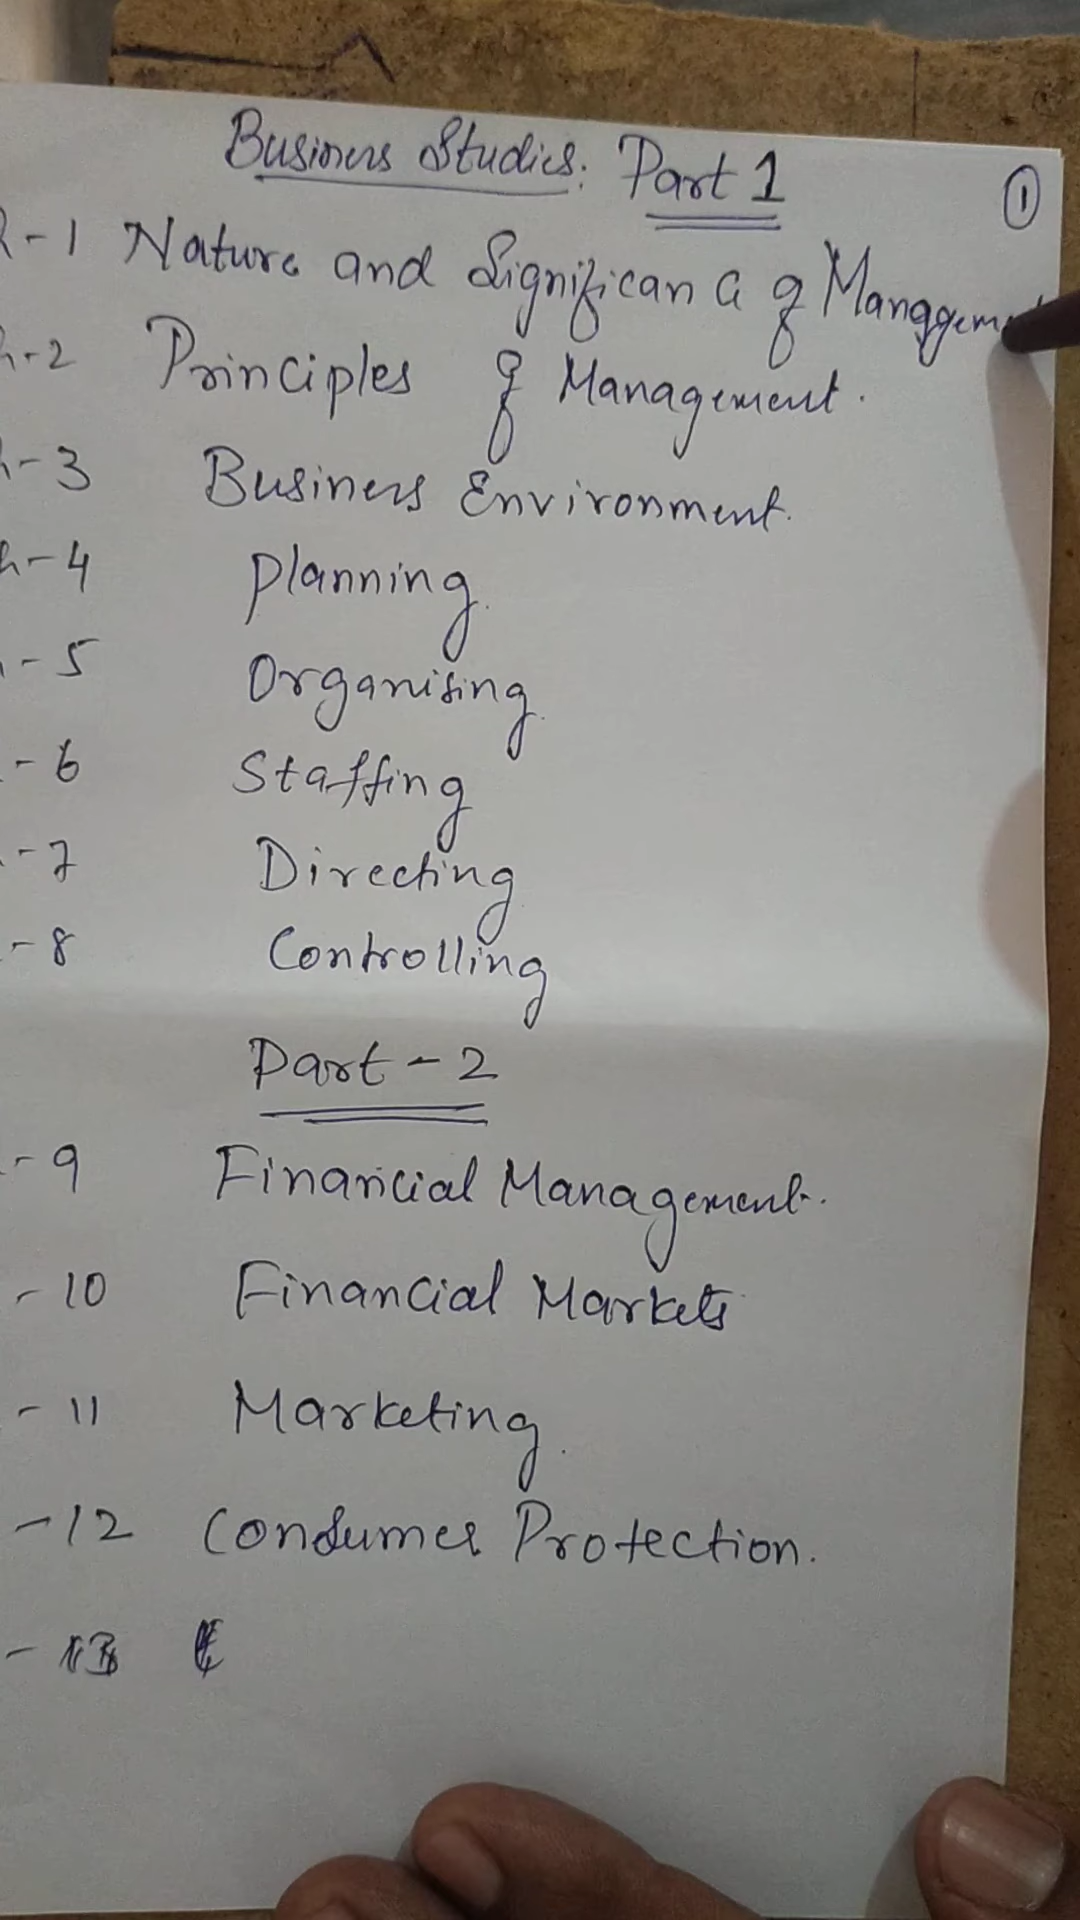 Business Studies: Part 1
1
h-1 Nature and Significance of Management
h-2 Principles of Management.
h-3 Business Environment.
h-4 Planning.
h-5 Organising.
-6 Staffing
-7 Directing
-8 Controlling
Part-2
-9 Financial Management.
-10 Financial Markets
-11 Marketing.
-12 Consumer Protection.
-13